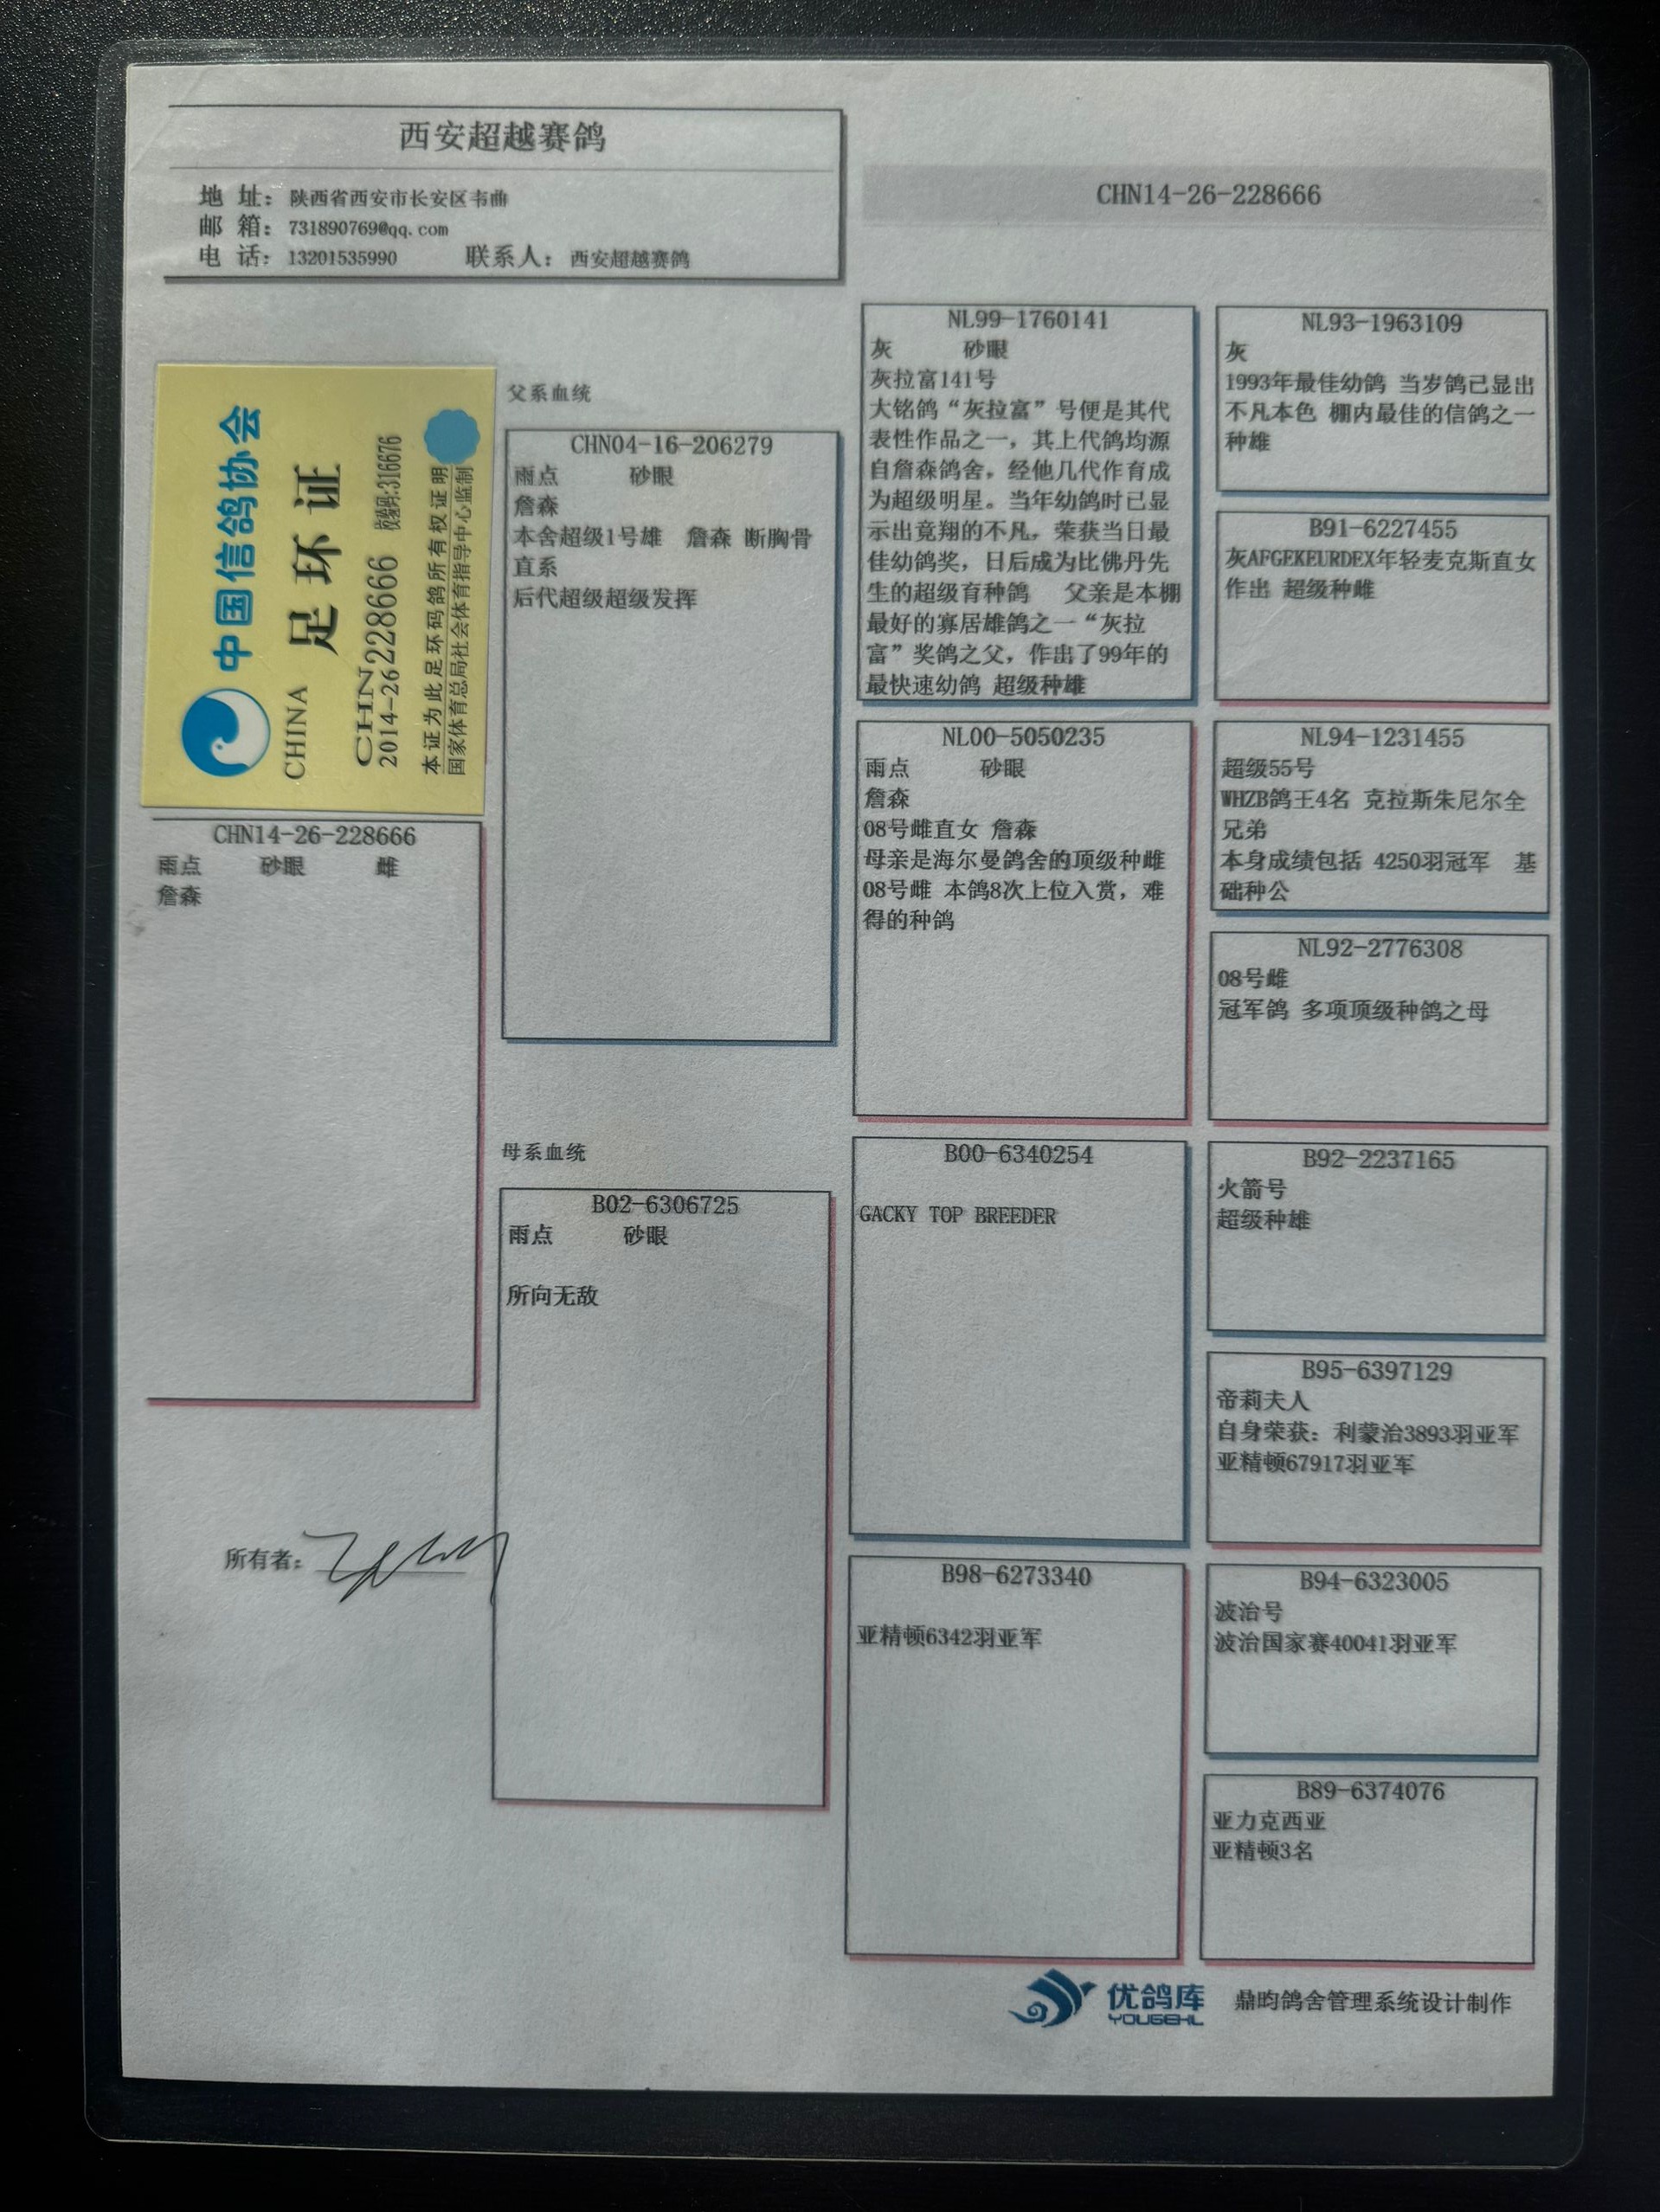 西安超越赛鸽
地 址： 陕西省西安市长安区韦曲
邮 箱： 731890769@qq.com
电 话： 13201535990 联系人： 西安超越赛鸽
CHN14-26-228666
中国信鸽协会
CHINA 足环证
CHN
2014-26228666 校验码:316676
本证为此足环码鸽所有权证明
国家体育总局社会体育指导中心监制
CHN14-26-228666
雨点 砂眼 雌
詹森
所有者：
父系血统
CHN04-16-206279
雨点 砂眼
詹森
本舍超级1号雄 詹森 断胸骨
直系
后代超级超级发挥
母系血统
B02-6306725
雨点 砂眼
所向无敌
NL99-1760141
灰 砂眼
灰拉富141号
大铭鸽“灰拉富”号便是其代
表性作品之一，其上代鸽均源
自詹森鸽舍，经他几代作育成
为超级明星。当年幼鸽时已显
示出竟翔的不凡，荣获当日最
佳幼鸽奖，日后成为比佛丹先
生的超级育种鸽 父亲是本棚
最好的寡居雄鸽之一“灰拉
富”奖鸽之父，作出了99年的
最快速幼鸽 超级种雄
NL00-5050235
雨点 砂眼
詹森
08号雌直女 詹森
母亲是海尔曼鸽舍的顶级种雌
08号雌 本鸽8次上位入赏，难
得的种鸽
B00-6340254
GACKY TOP BREEDER
B98-6273340
亚精顿6342羽亚军
NL93-1963109
灰
1993年最佳幼鸽 当岁鸽已显出
不凡本色 棚内最佳的信鸽之一
种雄
B91-6227455
灰AFGEKEURDEX年轻麦克斯直女
作出 超级种雌
NL94-1231455
超级55号
WHZB鸽王4名 克拉斯朱尼尔全
兄弟
本身成绩包括 4250羽冠军 基
础种公
NL92-2776308
08号雌
冠军鸽 多项顶级种鸽之母
B92-2237165
火箭号
超级种雄
B95-6397129
帝莉夫人
自身荣获：利蒙治3893羽亚军
亚精顿67917羽亚军
B94-6323005
波治号
波治国家赛40041羽亚军
B89-6374076
亚力克西亚
亚精顿3名
优鸽库
YOUGEHL
鼎昀鸽舍管理系统设计制作